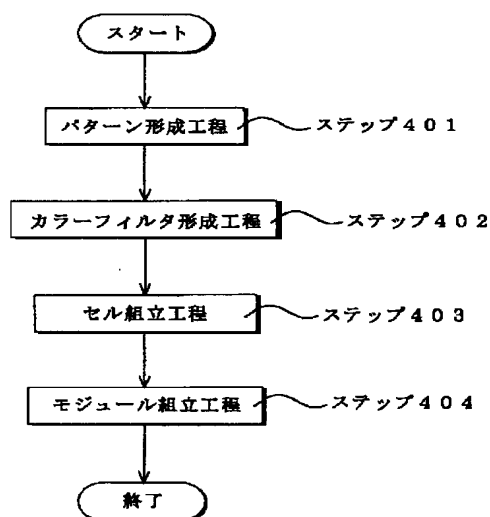 スタート
パターン形成工程
ステップ401
カラーフィルタ形成工程
ステップ402
セル組立工程
ステップ403
モジュール組立工程
ステップ404
終了